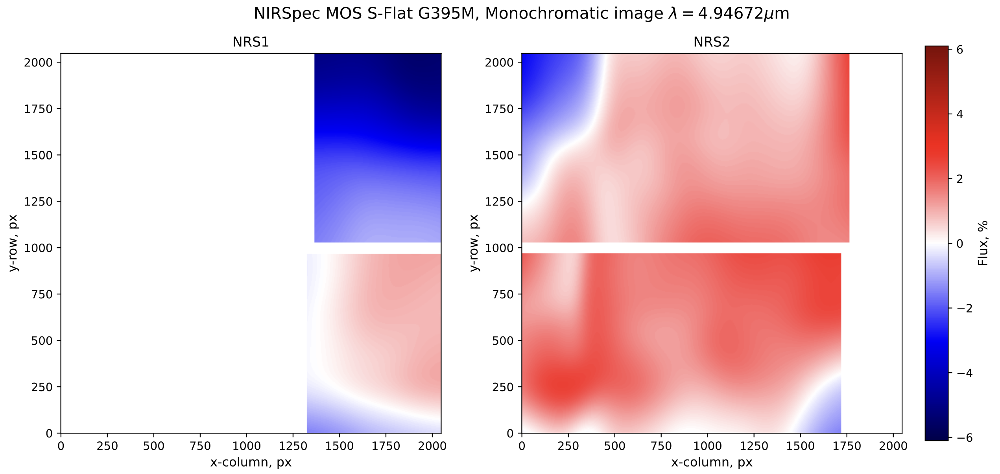 NIRSpec MOS S-Flat G395M, Monochromatic image λ = 4.94672μm
NRS1
2000
1750
1500
1250
1000
750
500
250
0
y-row, px
0 250 500 750 1000 1250 1500 1750 2000
x-column, px
NRS2
2000
1750
1500
1250
1000
750
500
250
0
y-row, px
0 250 500 750 1000 1250 1500 1750 2000
x-column, px
6
4
2
0
−2
−4
−6
Flux, %